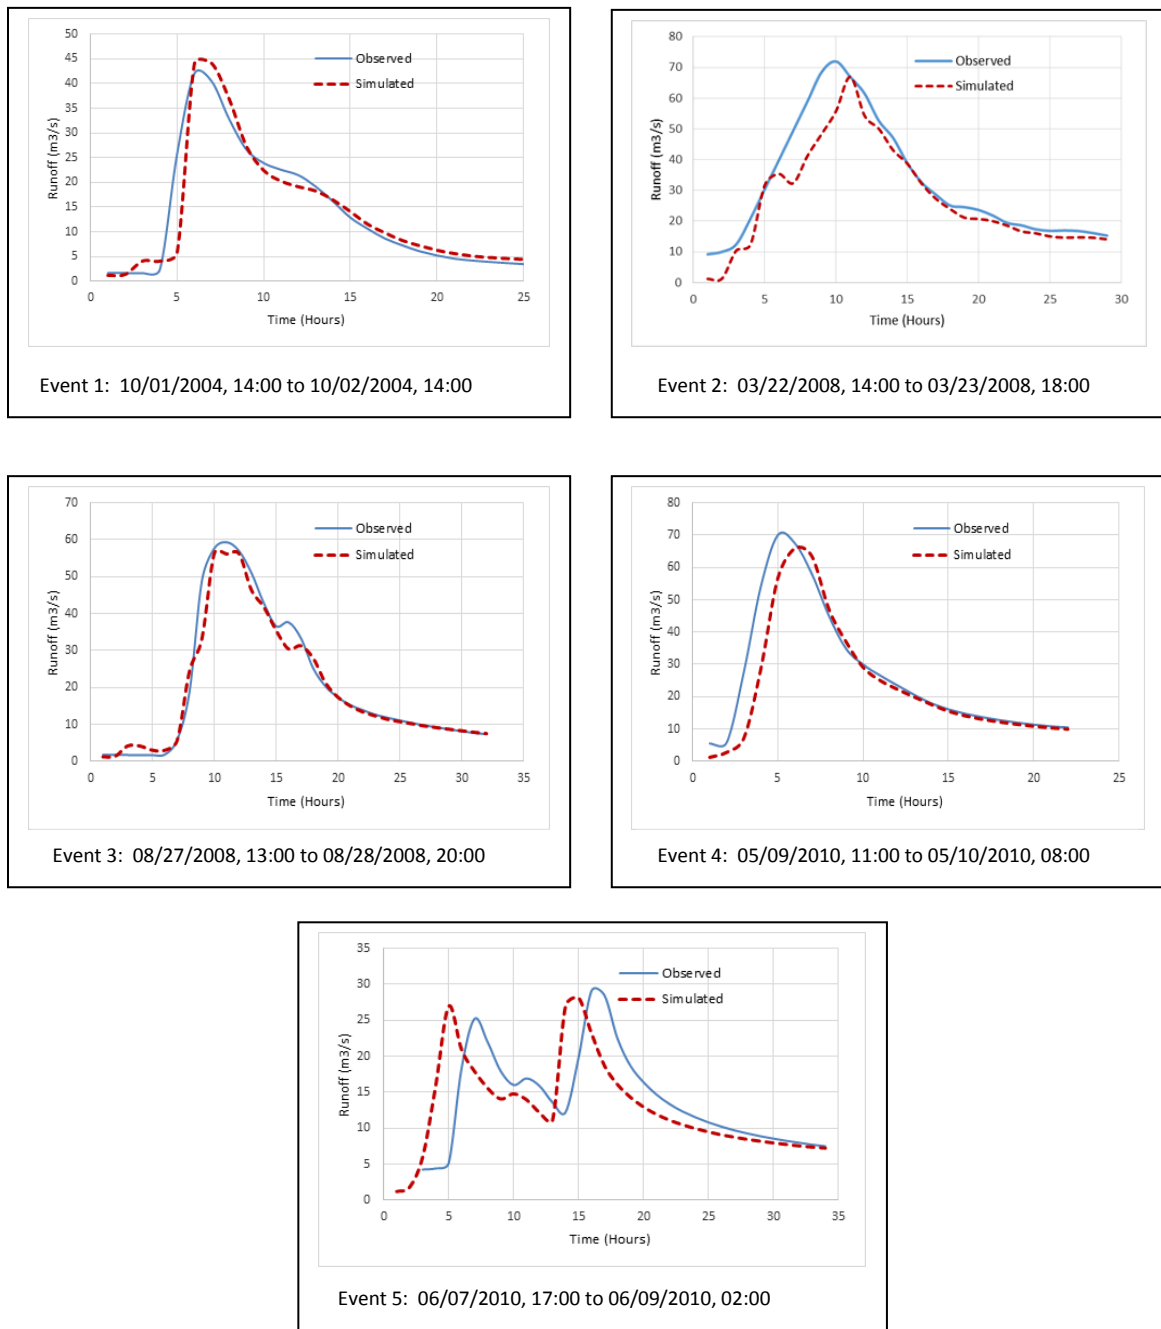 50
45
40
35
30
25
20
15
10
5
0
Runoff (m3/s)
Observed
Simulated
0 5 10 15 20 25
Time (Hours)
Event 1: 10/01/2004, 14:00 to 10/02/2004, 14:00
80
70
60
50
40
30
20
10
0
Runoff (m3/s)
Observed
Simulated
0 5 10 15 20 25 30
Time (Hours)
Event 2: 03/22/2008, 14:00 to 03/23/2008, 18:00
70
60
50
40
30
20
10
0
Runoff (m3/s)
Observed
Simulated
0 5 10 15 20 25 30 35
Time (Hours)
Event 3: 08/27/2008, 13:00 to 08/28/2008, 20:00
80
70
60
50
40
30
20
10
0
Runoff (m3/s)
Observed
Simulated
0 5 10 15 20 25
Time (Hours)
Event 4: 05/09/2010, 11:00 to 05/10/2010, 08:00
35
30
25
20
15
10
5
0
Runoff (m3/s)
Observed
Simulated
0 5 10 15 20 25 30 35
Time (Hours)
Event 5: 06/07/2010, 17:00 to 06/09/2010, 02:00